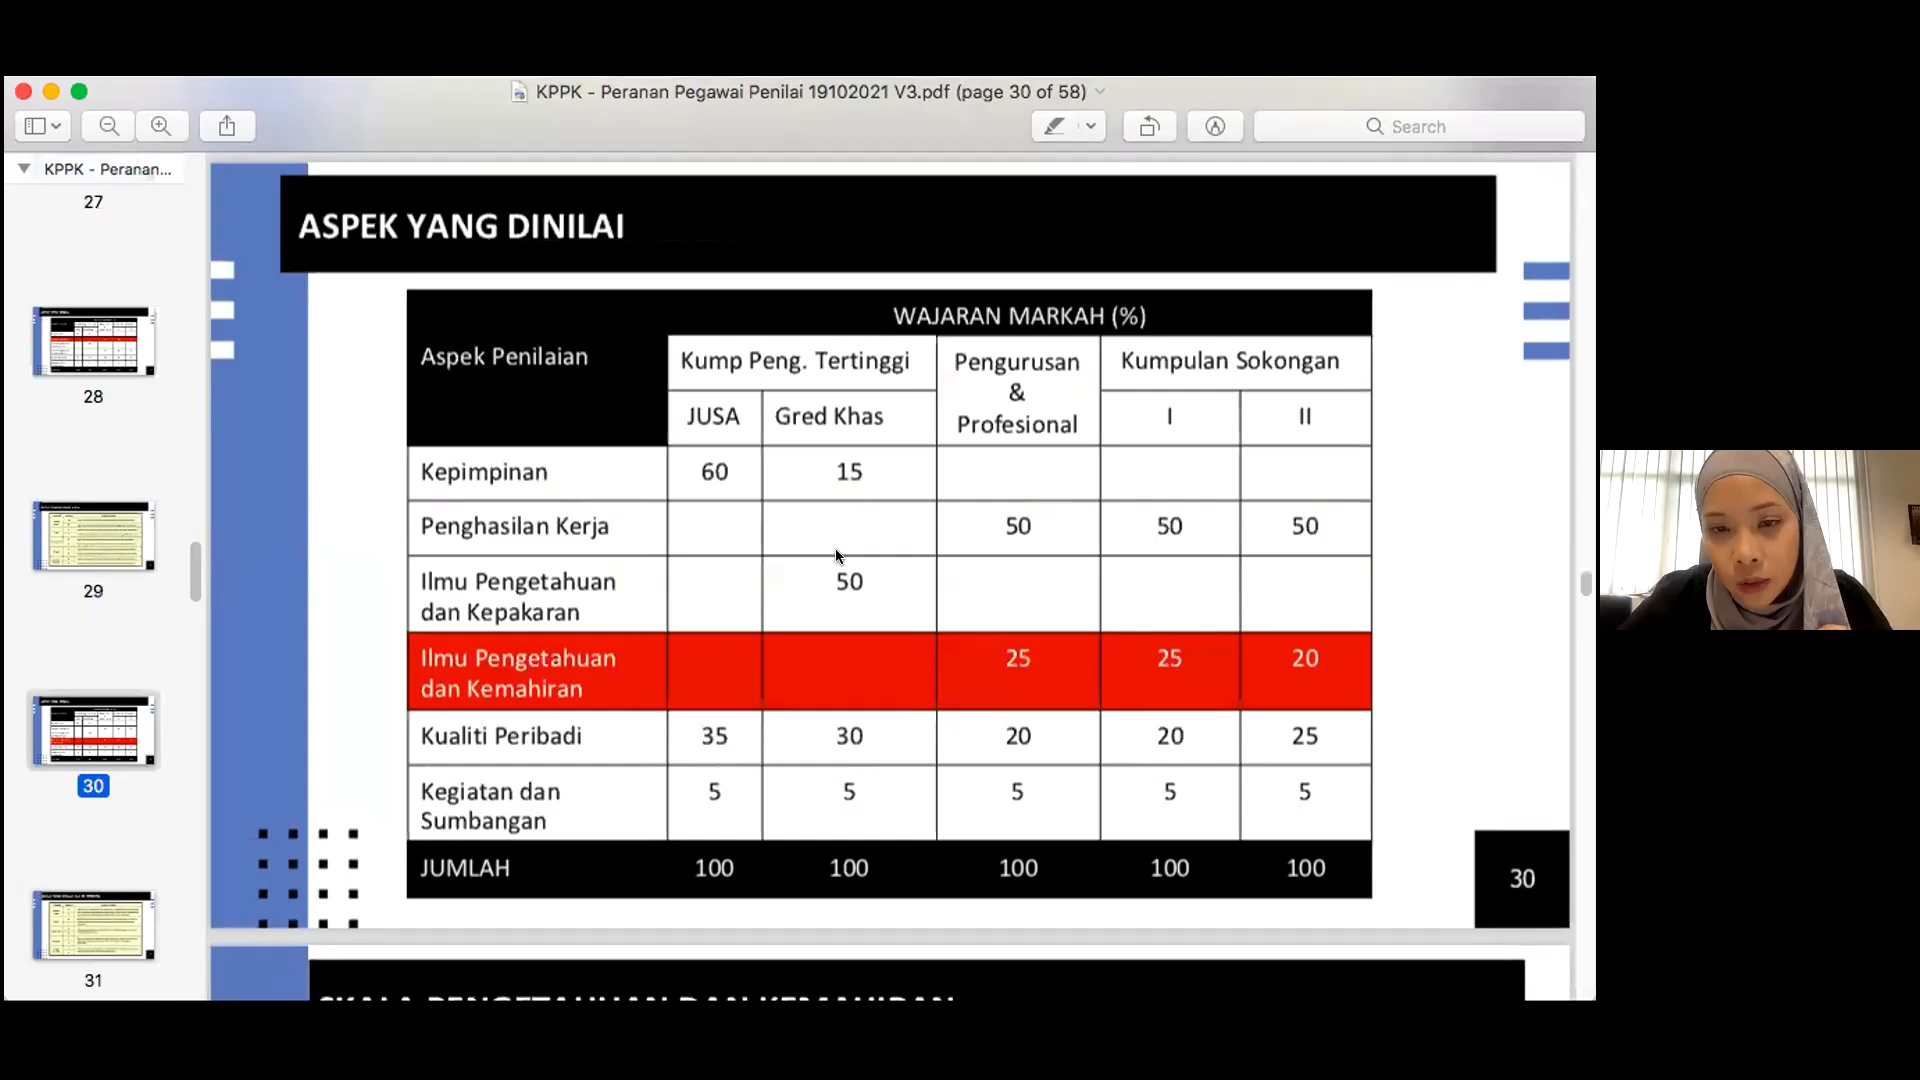 KPPK - Peranan Pegawai Penilai 19102021 V3.pdf (page 30 of 58)
Search
KPPK - Peranan...
27
28
29
30
31
ASPEK YANG DINILAI
Aspek Penilaian
WAJARAN MARKAH (%)
Kump Peng. Tertinggi
Pengurusan
&
Profesional
Kumpulan Sokongan
JUSA
Gred Khas
I
II
Kepimpinan
60
15
Penghasilan Kerja
50
50
50
Ilmu Pengetahuan
dan Kepakaran
50
Ilmu Pengetahuan
dan Kemahiran
25
25
20
Kualiti Peribadi
35
30
20
20
25
Kegiatan dan
Sumbangan
5
5
5
5
5
JUMLAH
100
100
100
100
100
30
SKALA PENGETAHUAN DAN KEMAHIRAN